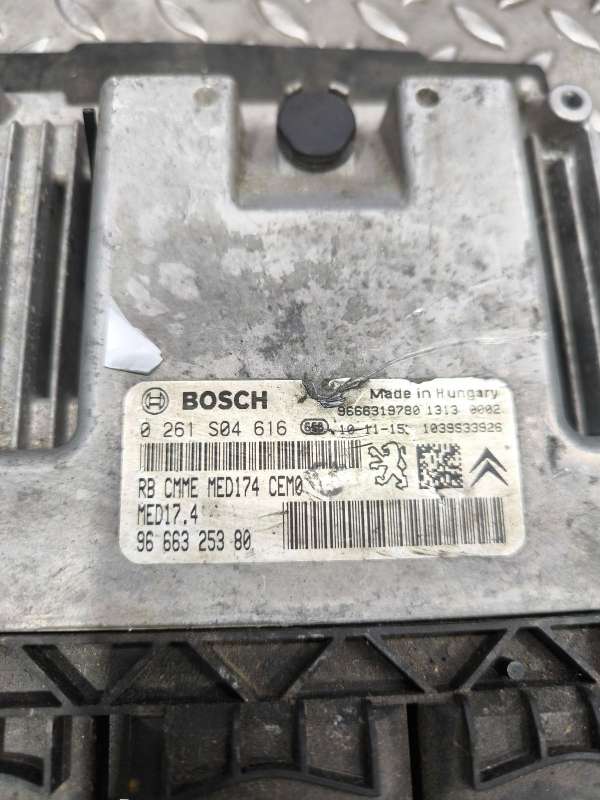 BOSCH
Made in Hungary
9666319780 1313 0002
0 261 S04 616
10-11-15
1039S33926
RB CMME MED174 CEM0
MED17.4
96 663 253 80